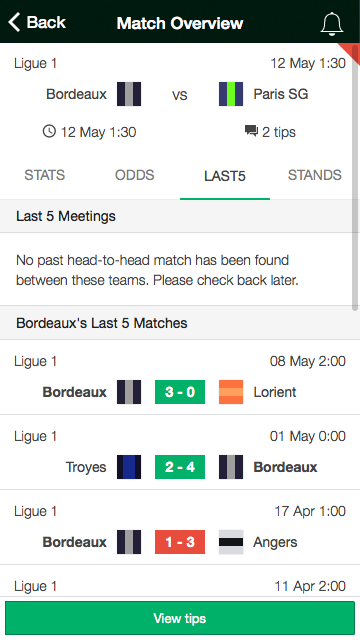 Back
Match Overview
Ligue 1 12 May 1:30
Bordeaux vs Paris SG
12 May 1:30 2 tips
STATS ODDS LAST5 STANDS
Last 5 Meetings
No past head-to-head match has been found
between these teams. Please check back later.
Bordeaux's Last 5 Matches
Ligue 1 08 May 2:00
Bordeaux 3 - 0 Lorient
Ligue 1 01 May 0:00
Troyes 2 - 4 Bordeaux
Ligue 1 17 Apr 1:00
Bordeaux 1 - 3 Angers
Ligue 1 11 Apr 2:00
View tips